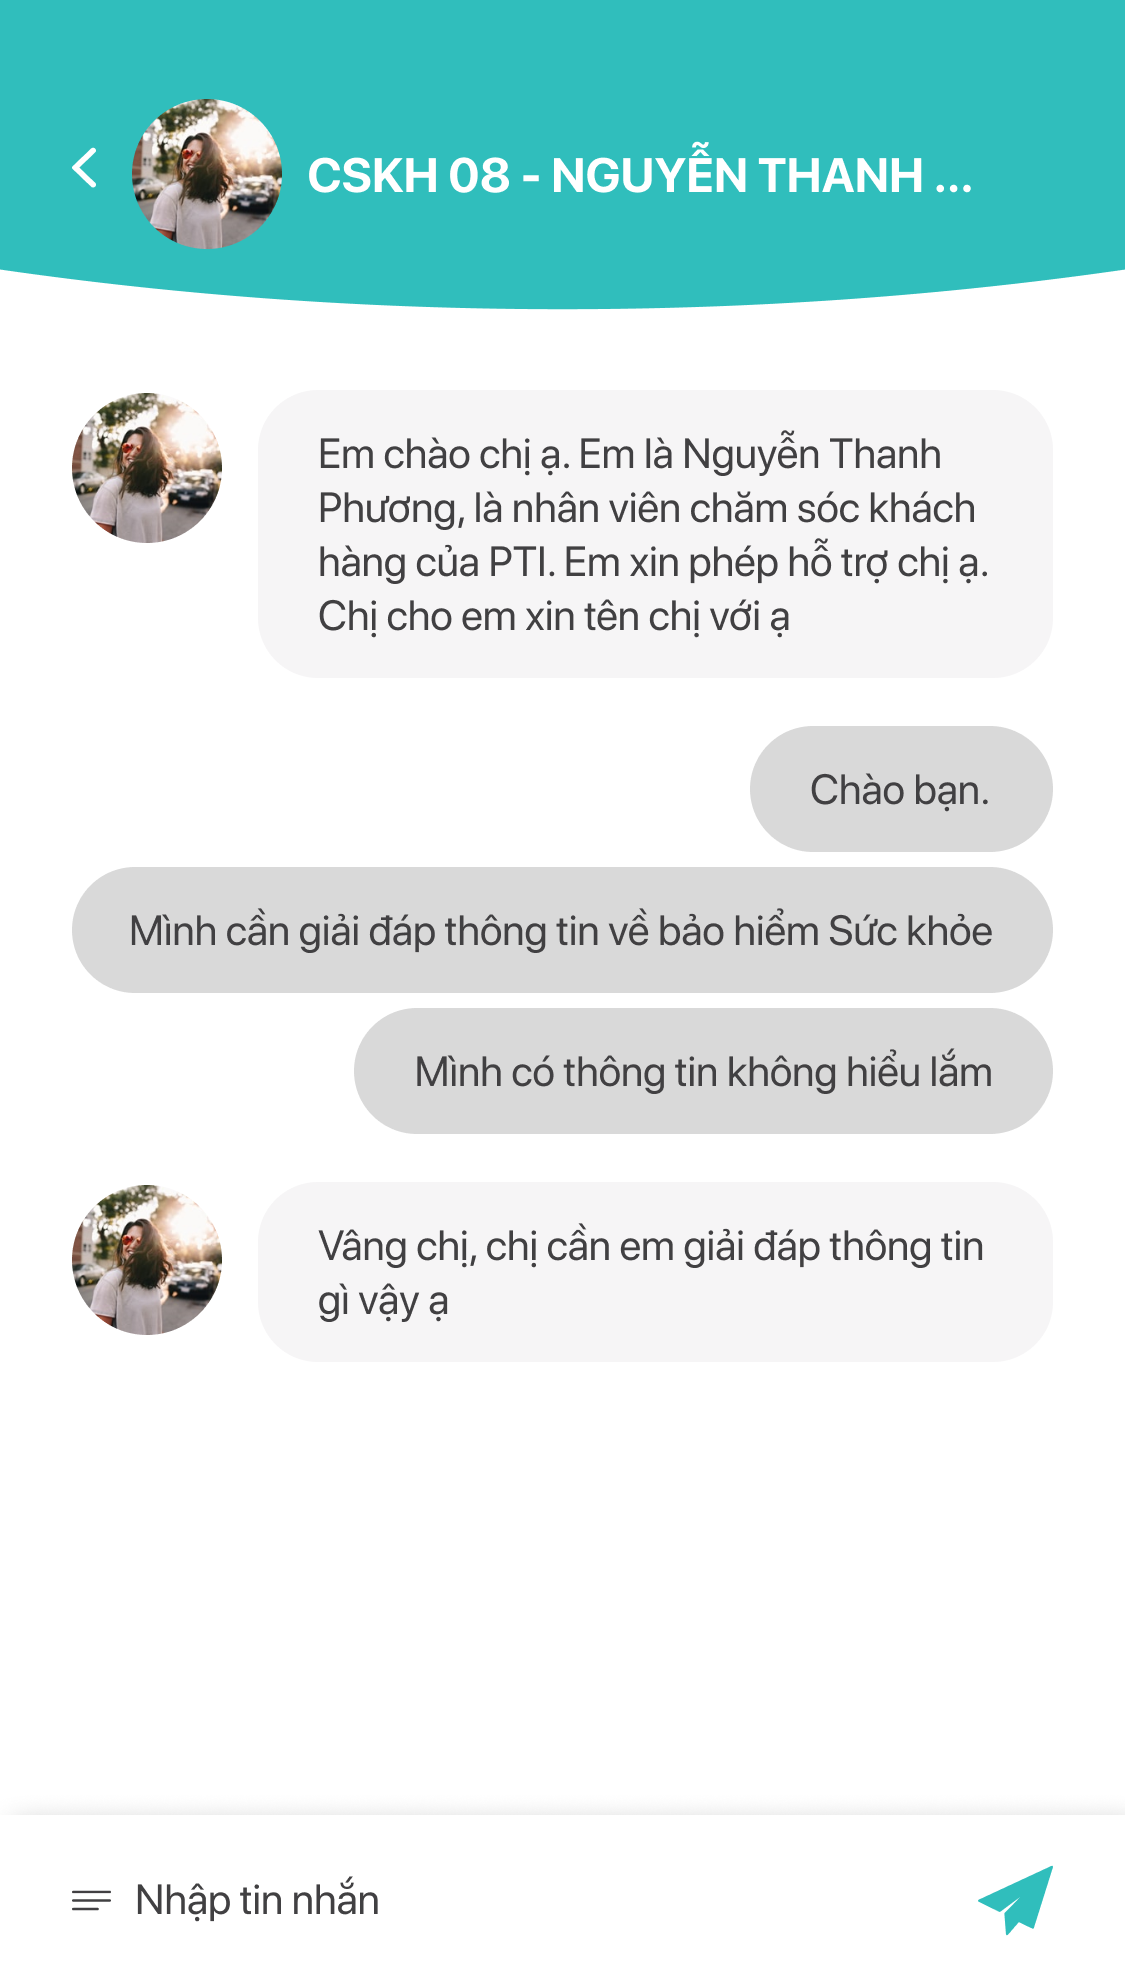 CSKH 08 - NGUYỄN THANH ...
Em chào chị ạ. Em là Nguyễn Thanh
Phương, là nhân viên chăm sóc khách
hàng của PTI. Em xin phép hỗ trợ chị ạ.
Chị cho em xin tên chị với ạ
Chào bạn.
Mình cần giải đáp thông tin về bảo hiểm Sức khỏe
Mình có thông tin không hiểu lắm
Vâng chị, chị cần em giải đáp thông tin
gì vậy ạ
Nhập tin nhắn